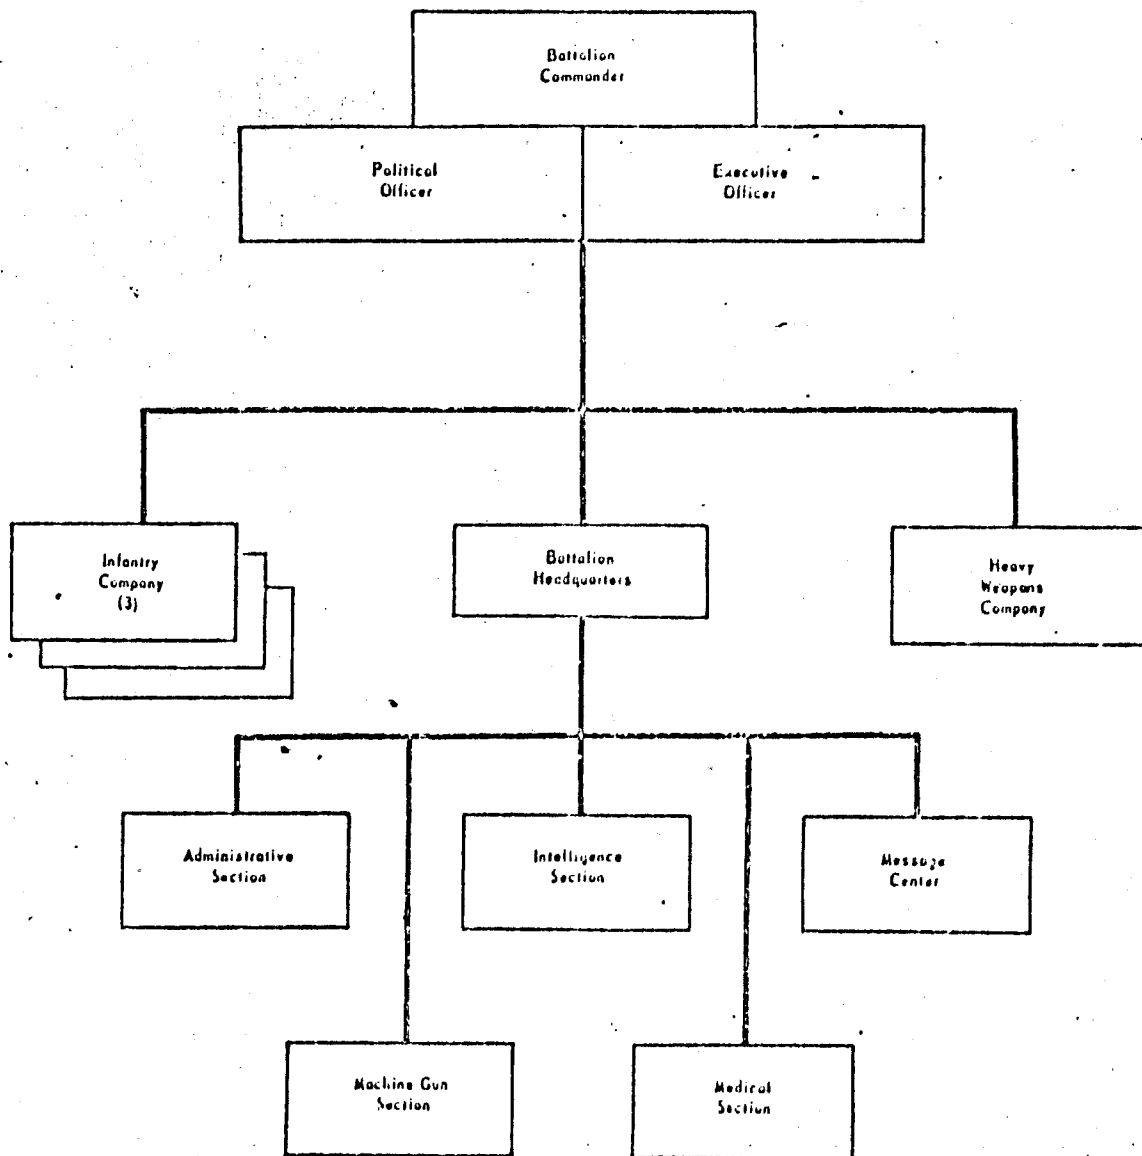 Battalion
Commander
Political
Officer
Executive
Officer
Infantry
Company
(3)
Battalion
Headquarters
Heavy
Weapons
Company
Administrative
Section
Intelligence
Section
Message
Center
Machine Gun
Section
Medical
Section